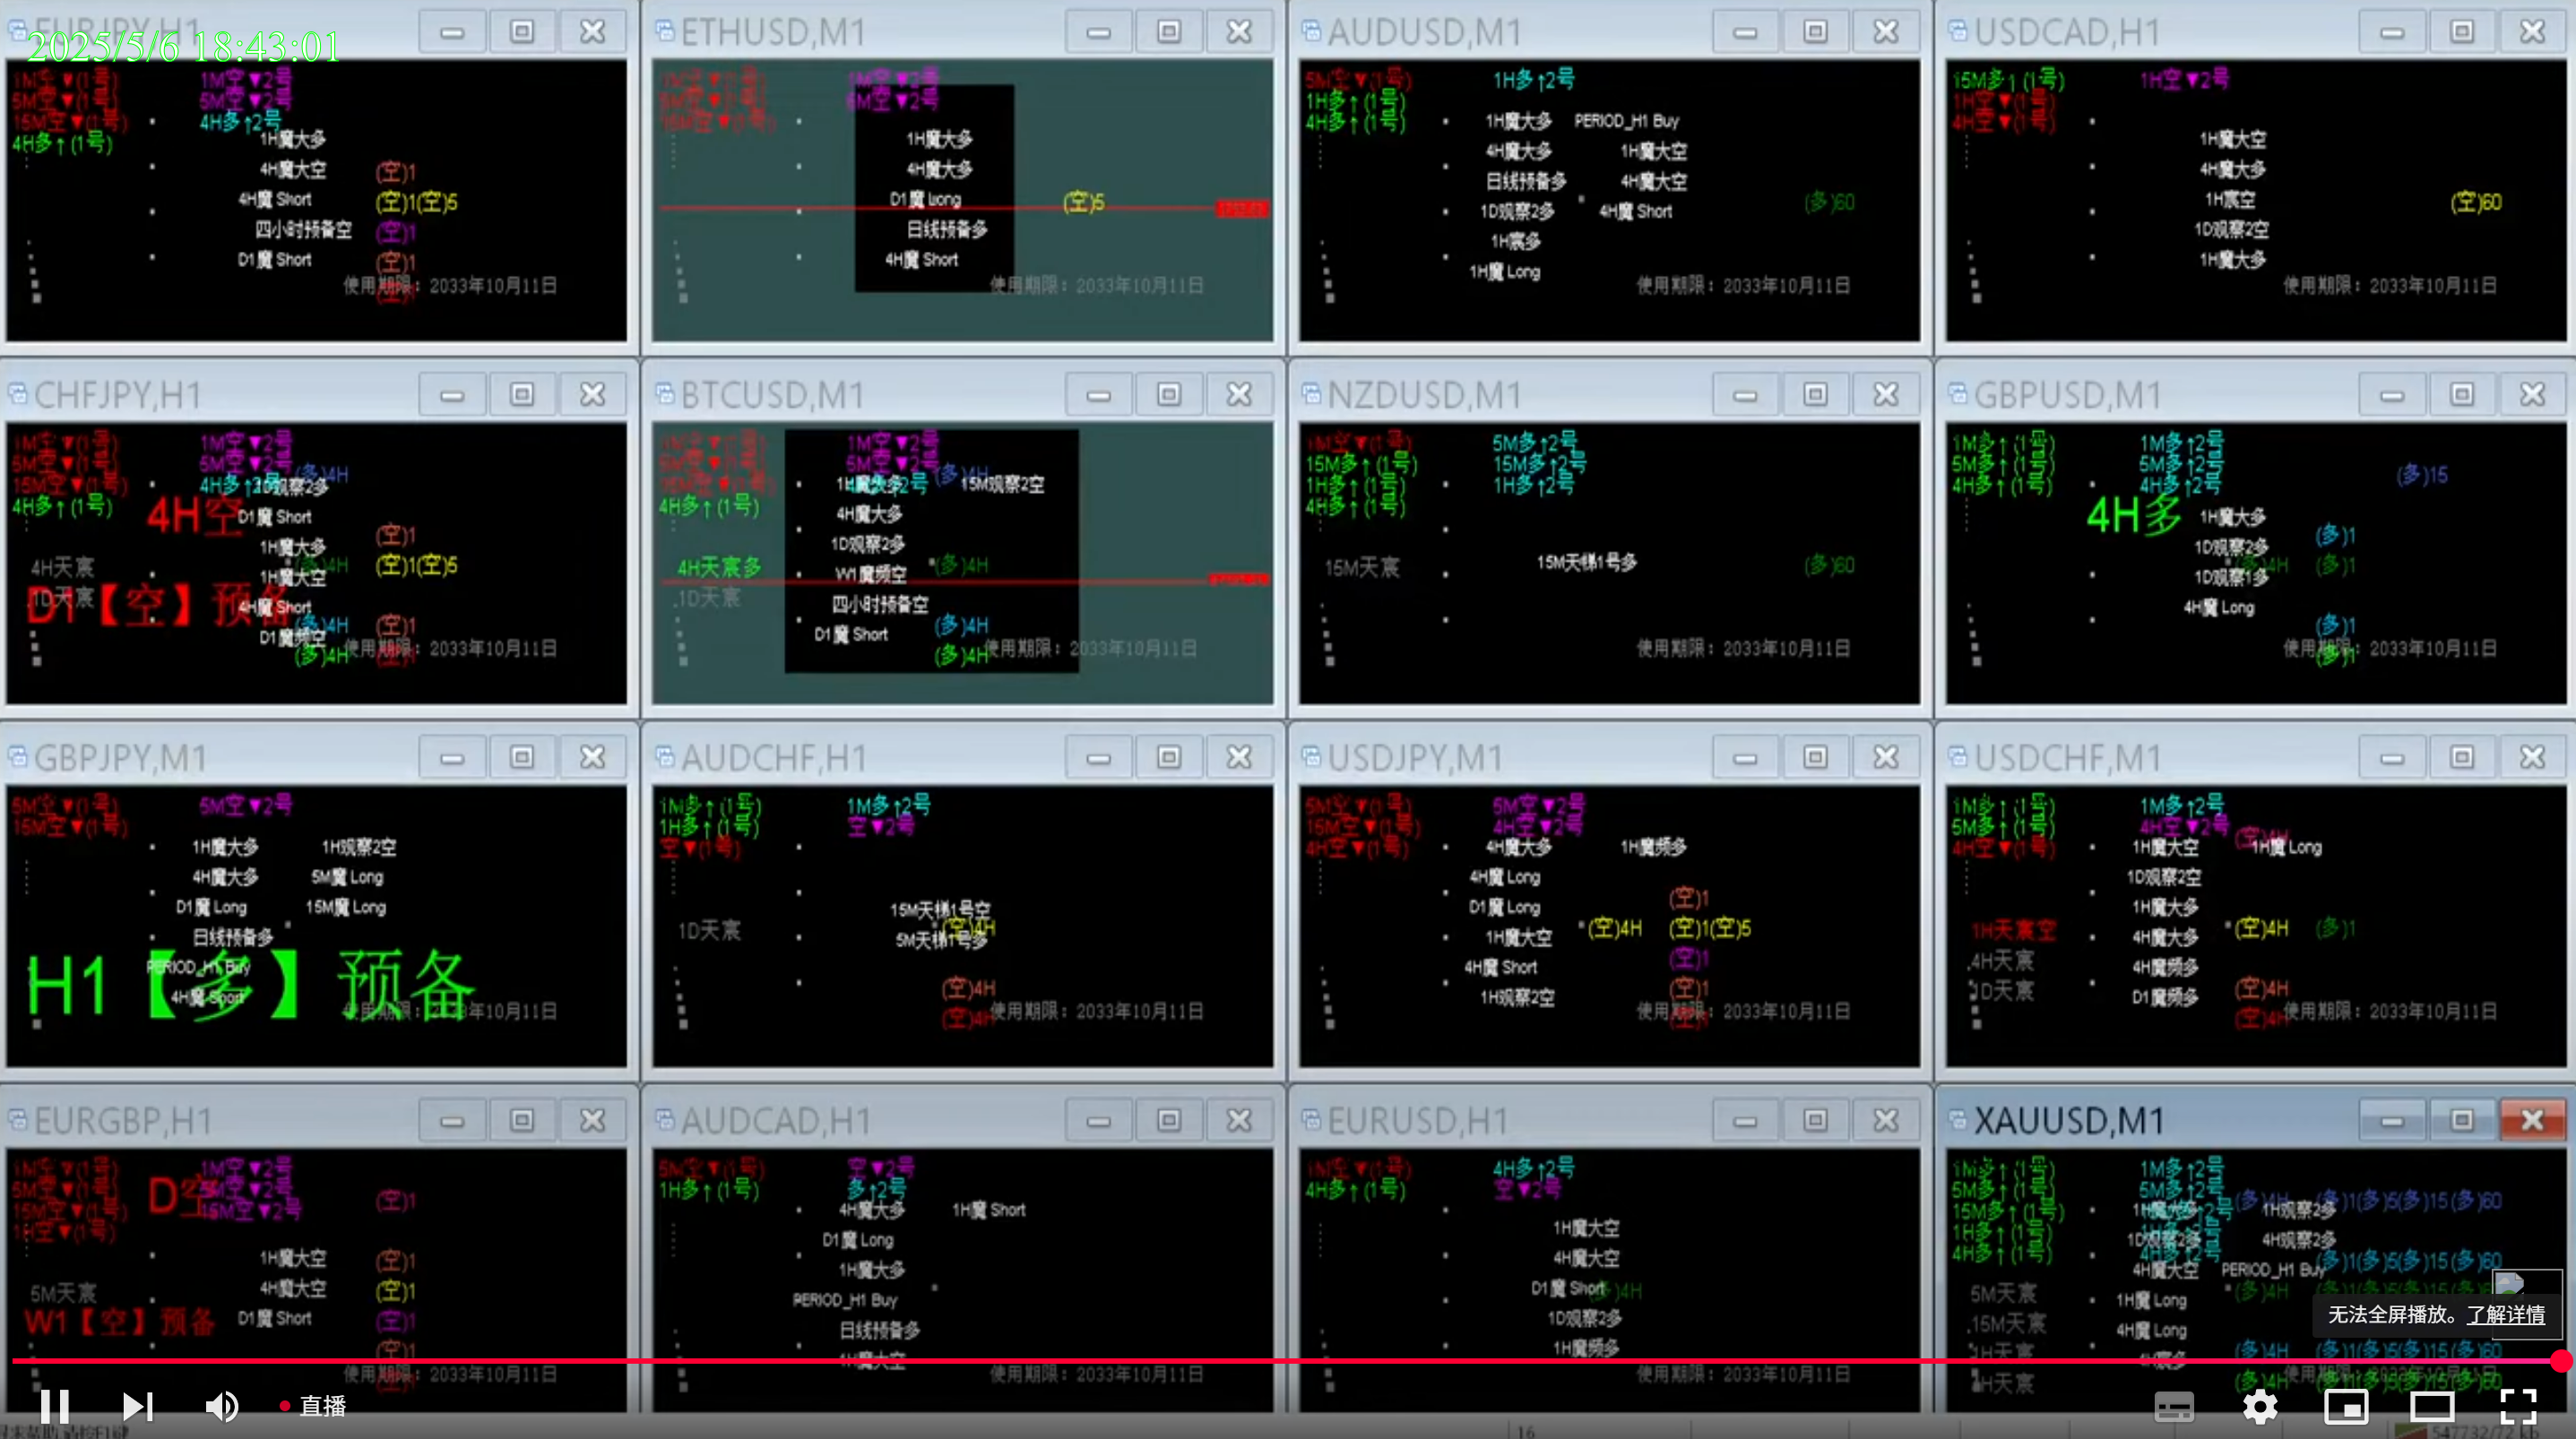 EURJPY,H1
2025/5/6 18:43:01
1M空▼(1号)
5M空▼(1号)
15M空▼(1号)
4H多↑(1号)
1M空▼2号
5M空▼2号
4H多↑2号
1H魔大多
4H魔大空 (空)1
4H魔 Short (空)1(空)5
四小时预备空 (空)1
D1魔 Short (空)1
使用期限：2033年10月11日
ETHUSD,M1
1M空▼(1号)
5M空▼(1号)
15M空▼(1号)
1M空▼2号
5M空▼2号
1H魔大多
4H魔大多
D1魔 Long (空)5
日线预备多
4H魔 Short
使用期限：2033年10月11日
AUDUSD,M1
5M空▼(1号)
1H多↑(1号)
4H多↑(1号)
1H多↑2号
1H魔大多 PERIOD_H1 Buy
4H魔大多 1H魔大空
日线预备多 4H魔大空
1D观察2多 4H魔 Short (多)60
1H宸多
1H魔 Long
使用期限：2033年10月11日
USDCAD,H1
15M多↑(1号)
1H空▼(1号)
4H空▼(1号)
1H空▼2号
1H魔大空
4H魔大多
1H宸空 (空)60
1D观察2空
1H魔大多
使用期限：2033年10月11日
CHFJPY,H1
1M空▼(1号)
5M空▼(1号)
15M空▼(1号)
4H多↑(1号)
1M空▼2号
5M空▼2号
4H多↑2号
(多)4H
1D观察2多
4H空
D1魔 Short
1H魔大多 (空)1
4H天宸 (多)4H (空)1(空)5
1H魔大空
1D天宸
D1【空】预备
4H魔 Short
(多)4H (空)1
D1魔频空
(多)4H
使用期限：2033年10月11日
BTCUSD,M1
1M空▼(1号)
5M空▼(1号)
15M空▼(1号)
4H多↑(1号)
1M空▼2号
5M空▼2号
(多)4H
1H魔大多 15M观察2空
4H魔大多
1D观察2多
4H天宸多 (多)4H
W1魔频空
.1D天宸
四小时预备空
D1魔 Short (多)4H
(多)4H
使用期限：2033年10月11日
NZDUSD,M1
1M空▼(1号)
15M多↑(1号)
1H多↑(1号)
4H多↑(1号)
5M多↑2号
15M多↑2号
1H多↑2号
15M天宸 15M天梯1号多 (多)60
使用期限：2033年10月11日
GBPUSD,M1
1M多↑(1号)
5M多↑(1号)
4H多↑(1号)
1M多↑2号
5M多↑2号
4H多↑2号
(多)15
4H多
1H魔大多
(多)1
1D观察2多
(多)4H (多)1
1D观察1多
4H魔 Long
(多)1
(多)1
使用期限：2033年10月11日
GBPJPY,M1
5M空▼(1号)
15M空▼(1号)
5M空▼2号
1H魔大多 1H观察2空
4H魔大多 5M魔 Long
D1魔 Long 15M魔 Long
日线预备多
PERIOD_H1 Buy
H1【多】预备
4H魔 Short
使用期限：2033年10月11日
AUDCHF,H1
1M多↑(1号)
1H多↑(1号)
空▼(1号)
1M多↑2号
空▼2号
15M天梯1号空
1D天宸 (空)4H
5M天梯1号多
(空)4H
(空)4H
使用期限：2033年10月11日
USDJPY,M1
5M空▼(1号)
15M空▼(1号)
4H空▼(1号)
5M空▼2号
4H空▼2号
4H魔大多 1H魔频多
4H魔 Long
(空)1
D1魔 Long
(空)4H (空)1(空)5
1H魔大空
(空)1
4H魔 Short
(空)1
1H观察2空
使用期限：2033年10月11日
USDCHF,M1
1M多↑(1号)
5M多↑(1号)
4H空▼(1号)
1M多↑2号
4H空▼2号
(空)4H
1H魔大空 1H魔 Long
1D观察2空
1H魔大多
1H天宸空 (空)4H (多)1
4H魔大多
.4H天宸
4H魔频多
1D天宸 (空)4H
D1魔频多
(空)4H
使用期限：2033年10月11日
EURGBP,H1
1M空▼(1号)
5M空▼(1号)
15M空▼(1号)
1H空▼(1号)
1M空▼2号
5M空▼2号
15M空▼2号
D空
(空)1
1H魔大空 (空)1
4H魔大空 (空)1
5M天宸
D1魔 Short (空)1
W1【空】预备
(空)1
使用期限：2033年10月11日
AUDCAD,H1
5M空▼(1号)
1H多↑(1号)
空▼2号
多↑2号
4H魔大多 1H魔 Short
D1魔 Long
1H魔大多
PERIOD_H1 Buy
日线预备多
4H魔大空
使用期限：2033年10月11日
EURUSD,H1
1M空▼(1号)
4H多↑(1号)
4H多↑2号
空▼2号
1H魔大空
4H魔大空
D1魔 Short (多)4H
1D观察2多
1H魔频多
使用期限：2033年10月11日
XAUUSD,M1
1M多↑(1号)
5M多↑(1号)
15M多↑(1号)
1H多↑(1号)
4H多↑(1号)
1M多↑2号
5M多↑2号
4H多↑2号
(多)4H (多)1(多)5(多)15(多)60
1H魔大多 1H观察2多
1D观察2多 4H观察2多
(多)1(多)5(多)15(多)60
4H魔大空 PERIOD_H1 Buy
5M天宸 (多)4H
1H魔 Long
.15M天宸
4H魔 Long
1H天宸 (多)4H (多)1(多)5(多)15(多)60
4H宸多
4H天宸 (多)4H
使用期限：2033年10月11日
无法全屏播放。了解详情
直播
16
547732/72 kb